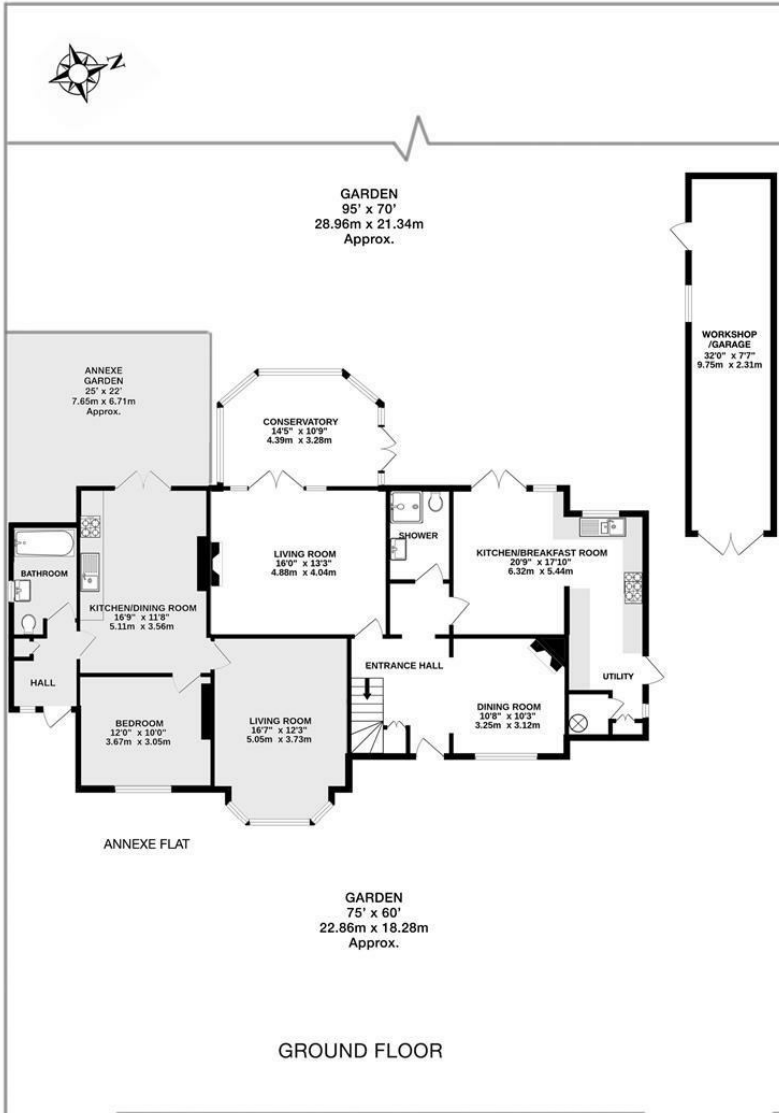 N
GARDEN
95' x 70'
28.96m x 21.34m
Approx.
WORKSHOP
/GARAGE
32'0" x 7'7"
9.75m x 2.31m
ANNEXE
GARDEN
25' x 22'
7.65m x 6.71m
Approx.
CONSERVATORY
14'5" x 10'9"
4.39m x 3.28m
SHOWER
LIVING ROOM
16'0" x 13'3"
4.88m x 4.04m
KITCHEN/BREAKFAST ROOM
20'9" x 17'10"
6.32m x 5.44m
BATHROOM
KITCHEN/DINING ROOM
16'9" x 11'8"
5.11m x 3.56m
ENTRANCE HALL
UTILITY
HALL
BEDROOM
12'0" x 10'0"
3.67m x 3.05m
LIVING ROOM
16'7" x 12'3"
5.05m x 3.73m
DINING ROOM
10'8" x 10'3"
3.25m x 3.12m
ANNEXE FLAT
GARDEN
75' x 60'
22.86m x 18.28m
Approx.
GROUND FLOOR